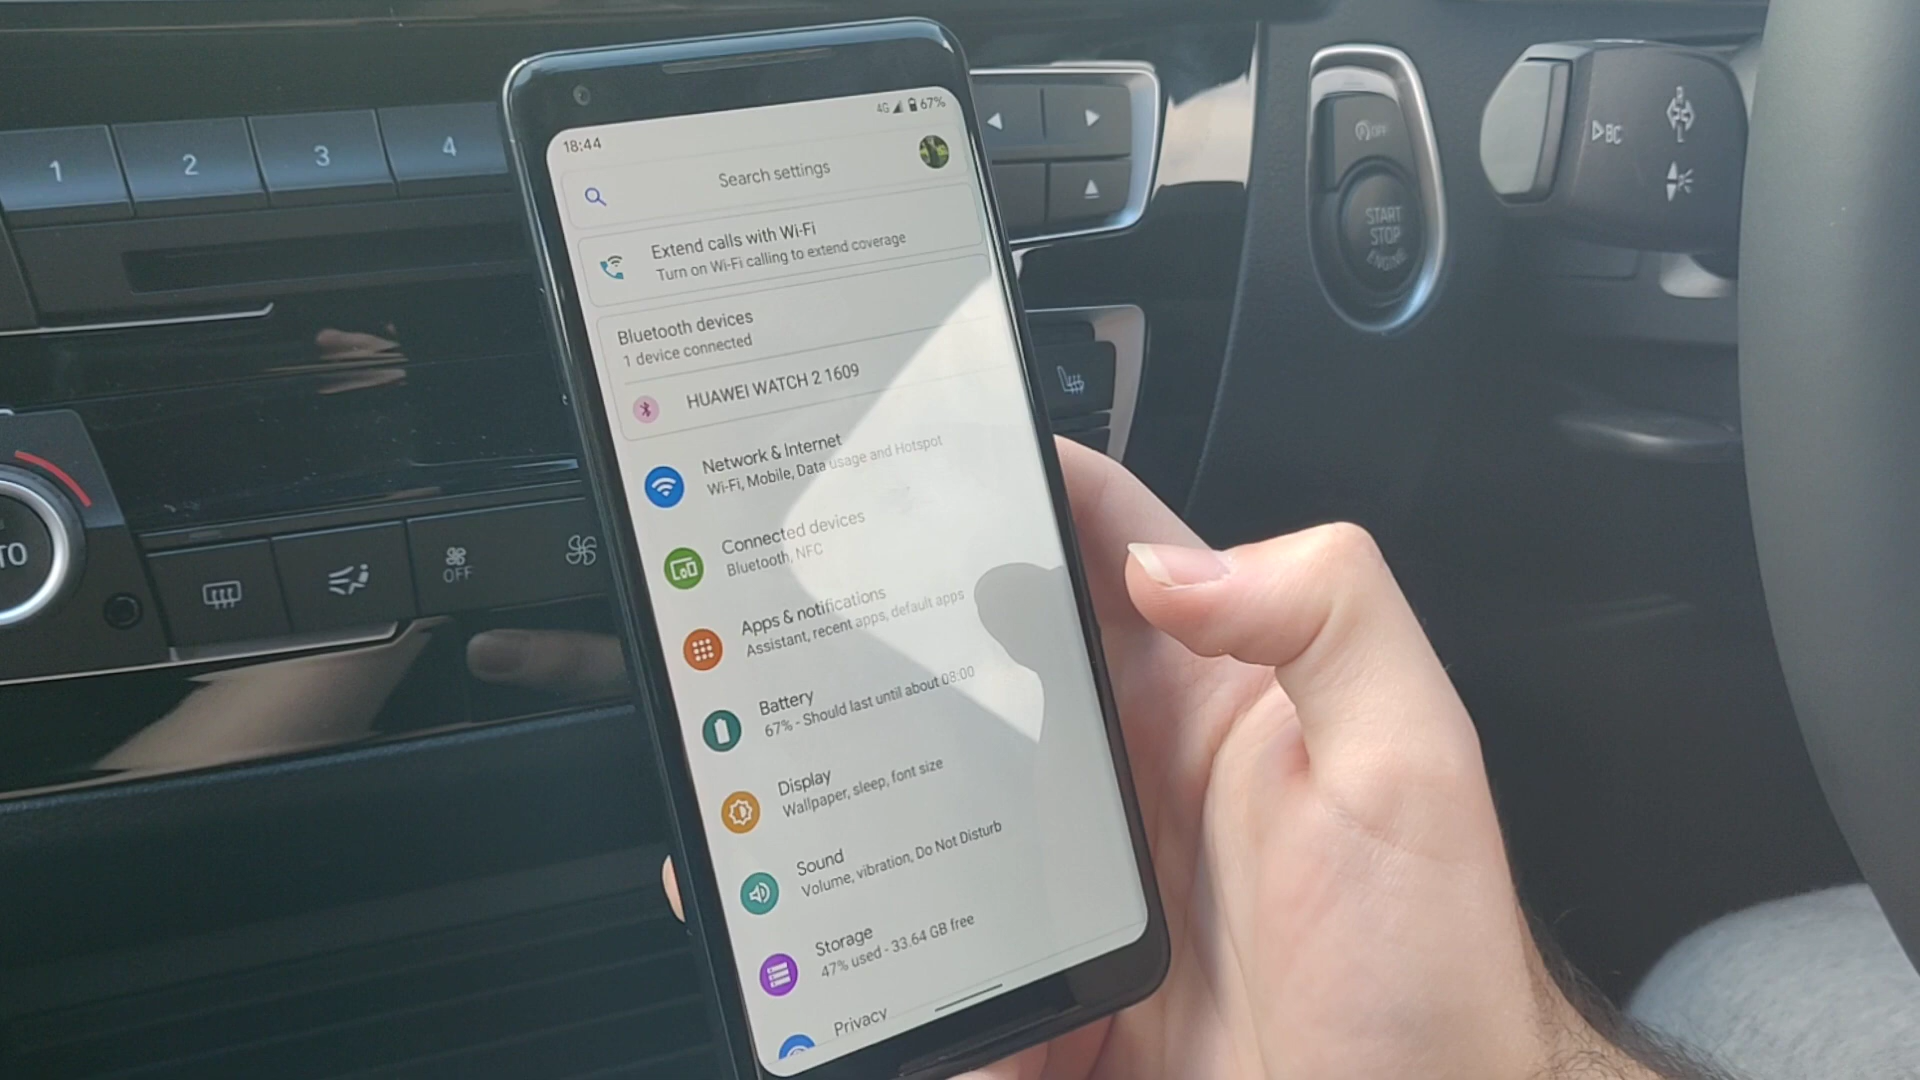 18:44
4G 67%
Search settings
Extend calls with Wi-Fi
Turn on Wi-Fi calling to extend coverage
Bluetooth devices
1 device connected
HUAWEI WATCH 2 1609
Network & Internet
Wi-Fi, Mobile, Data usage and Hotspot
Connected devices
Bluetooth, NFC
Apps & notifications
Assistant, recent apps, default apps
Battery
67% - Should last until about 08:00
Display
Wallpaper, sleep, font size
Sound
Volume, vibration, Do Not Disturb
Storage
47% used - 33.64 GB free
Privacy
1
2
3
4
TO
OFF
OFF
START
STOP
ENGINE
BC